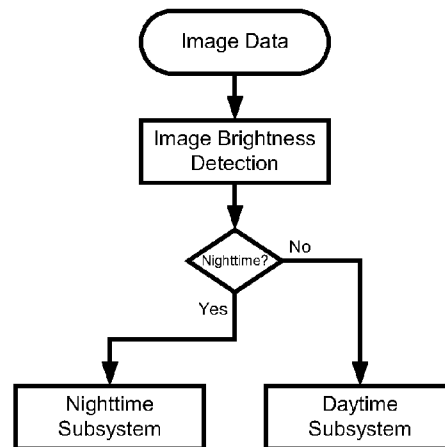 Image Data
Image Brightness
Detection
Nighttime?
No
Yes
Nighttime
Subsystem
Daytime
Subsystem